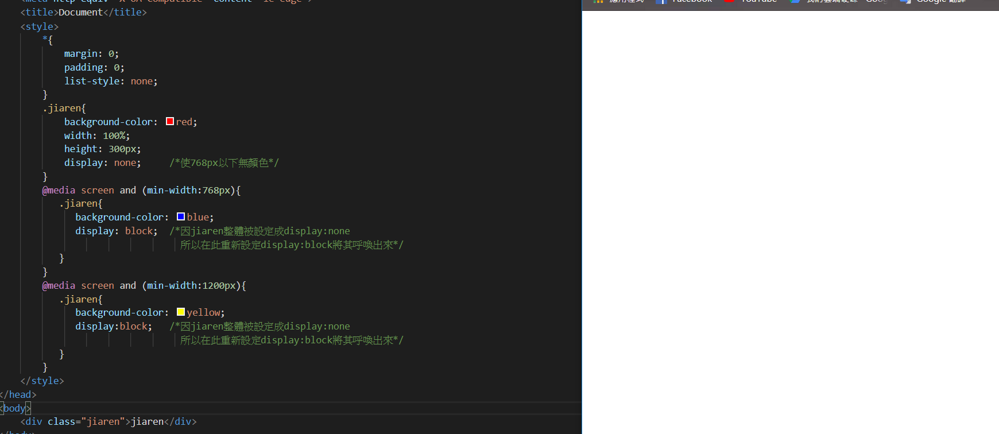 <title>Document</title>
<style>
*{
margin: 0;
padding: 0;
list-style: none;
}
.jiaren{
background-color: red;
width: 100%;
height: 300px;
display: none; /*使768px以下無顏色*/
}
@media screen and (min-width:768px){
.jiaren{
background-color: blue;
display: block; /*因jiaren整體被設定成display:none
所以在此重新設定display:block將其呼喚出來*/
}
}
@media screen and (min-width:1200px){
.jiaren{
background-color: yellow;
display:block; /*因jiaren整體被設定成display:none
所以在此重新設定display:block將其呼喚出來*/
}
}
</style>
</head>
<body>
<div class="jiaren">jiaren</div>